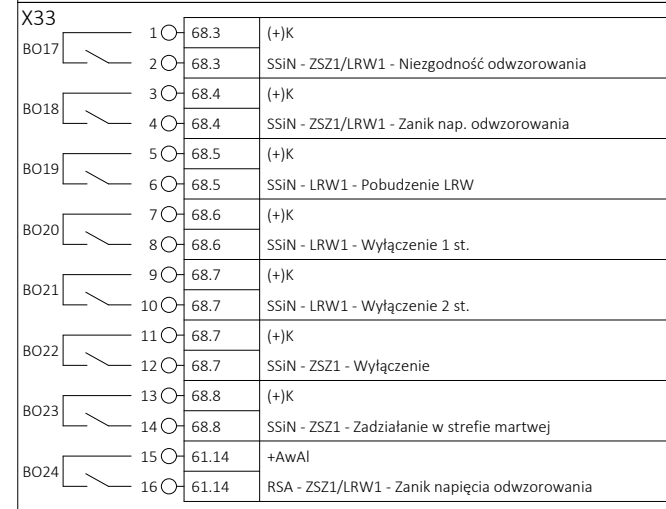 X33
BO17
1 68.3 (+)K
2 68.3 SSiN - ZSZ1/LRW1 - Niezgodność odwzorowania
BO18
3 68.4 (+)K
4 68.4 SSiN - ZSZ1/LRW1 - Zanik nap. odwzorowania
BO19
5 68.5 (+)K
6 68.5 SSiN - LRW1 - Pobudzenie LRW
BO20
7 68.6 (+)K
8 68.6 SSiN - LRW1 - Wyłączenie 1 st.
BO21
9 68.7 (+)K
10 68.7 SSiN - LRW1 - Wyłączenie 2 st.
BO22
11 68.7 (+)K
12 68.7 SSiN - ZSZ1 - Wyłączenie
BO23
13 68.8 (+)K
14 68.8 SSiN - ZSZ1 - Zadziałanie w strefie martwej
BO24
15 61.14 +AwAl
16 61.14 RSA - ZSZ1/LRW1 - Zanik napięcia odwzorowania